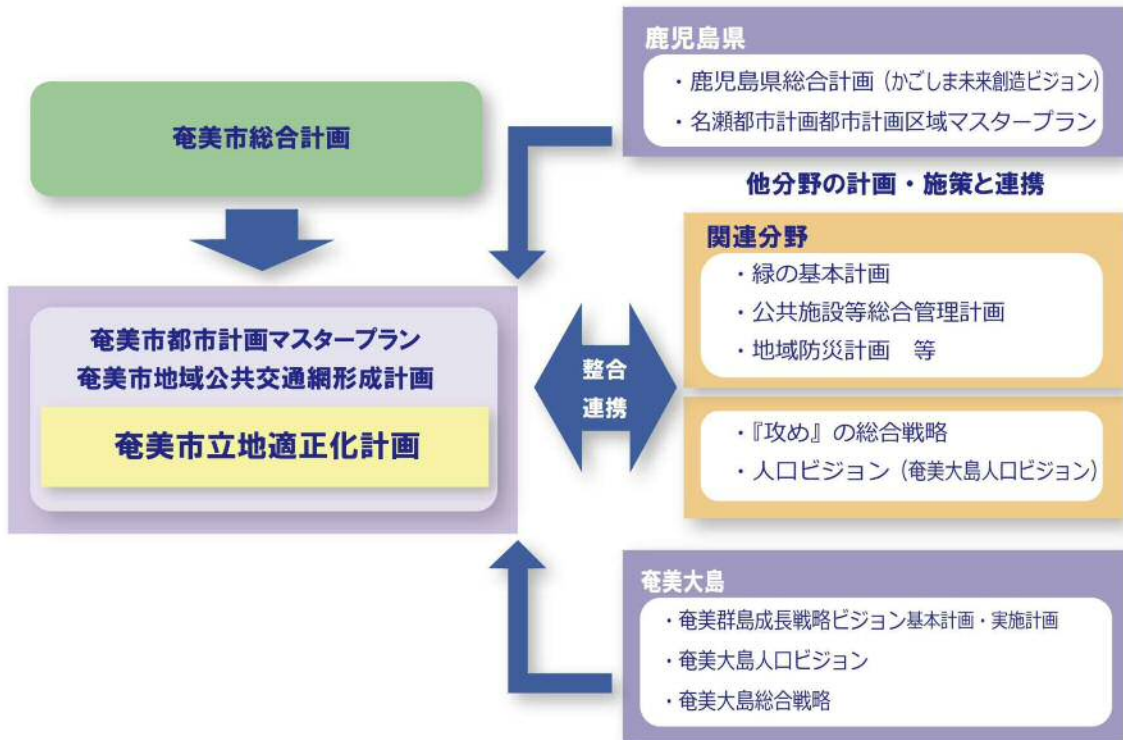 奄美市総合計画
奄美市都市計画マスタープラン
奄美市地域公共交通網形成計画
奄美市立地適正化計画
鹿児島県
・鹿児島県総合計画（かごしま未来創造ビジョン）
・名瀬都市計画都市計画区域マスタープラン
他分野の計画・施策と連携
整合
連携
関連分野
・緑の基本計画
・公共施設等総合管理計画
・地域防災計画　等
・『攻め』の総合戦略
・人口ビジョン（奄美大島人口ビジョン）
奄美大島
・奄美群島成長戦略ビジョン基本計画・実施計画
・奄美大島人口ビジョン
・奄美大島総合戦略